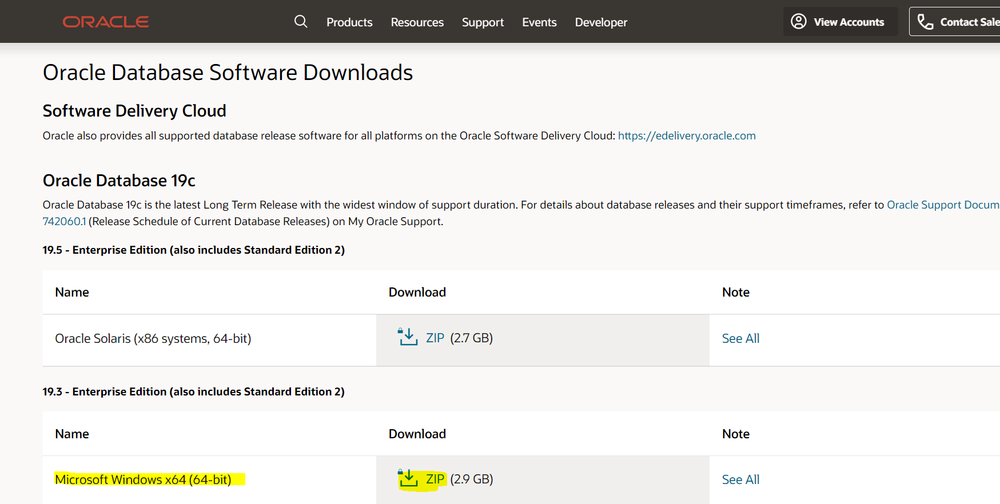 ORACLE
Products Resources Support Events Developer View Accounts Contact Sale
Oracle Database Software Downloads
Software Delivery Cloud
Oracle also provides all supported database release software for all platforms on the Oracle Software Delivery Cloud: https://edelivery.oracle.com
Oracle Database 19c
Oracle Database 19c is the latest Long Term Release with the widest window of support duration. For details about database releases and their support timeframes, refer to Oracle Support Docum
742060.1 (Release Schedule of Current Database Releases) on My Oracle Support.
19.5 - Enterprise Edition (also includes Standard Edition 2)
Name Download Note
Oracle Solaris (x86 systems, 64-bit) ZIP (2.7 GB) See All
19.3 - Enterprise Edition (also includes Standard Edition 2)
Name Download Note
Microsoft Windows x64 (64-bit) ZIP (2.9 GB) See All